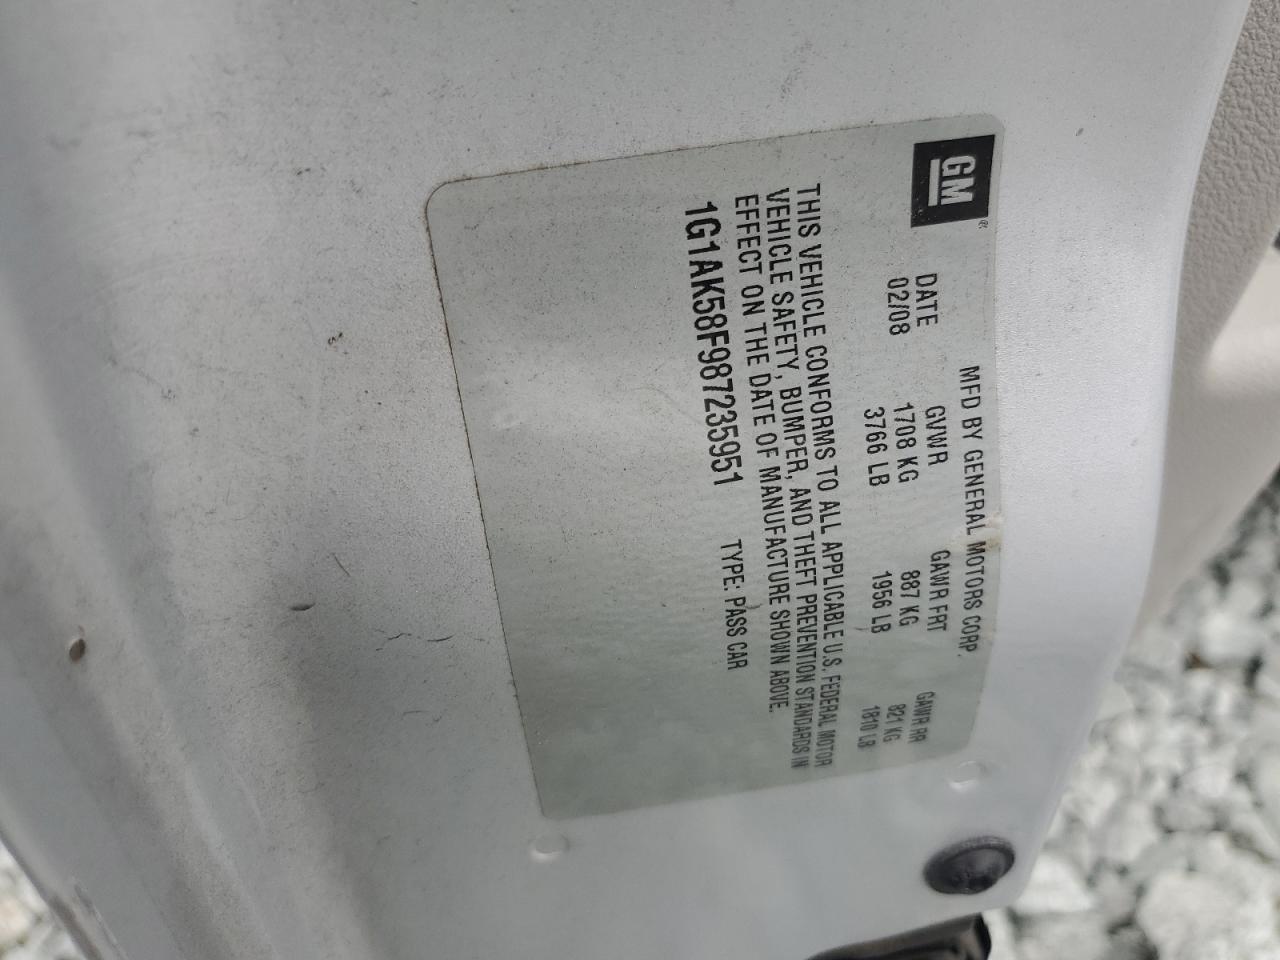 GM®
MFD BY GENERAL MOTORS CORP.
DATE GVWR GAWR FRT GAWR RR
02/08 1708 KG 887 KG 821 KG
3766 LB 1956 LB 1810 LB
THIS VEHICLE CONFORMS TO ALL APPLICABLE U.S. FEDERAL MOTOR
VEHICLE SAFETY, BUMPER, AND THEFT PREVENTION STANDARDS IN
EFFECT ON THE DATE OF MANUFACTURE SHOWN ABOVE.
1G1AK58F987235951 TYPE: PASS CAR